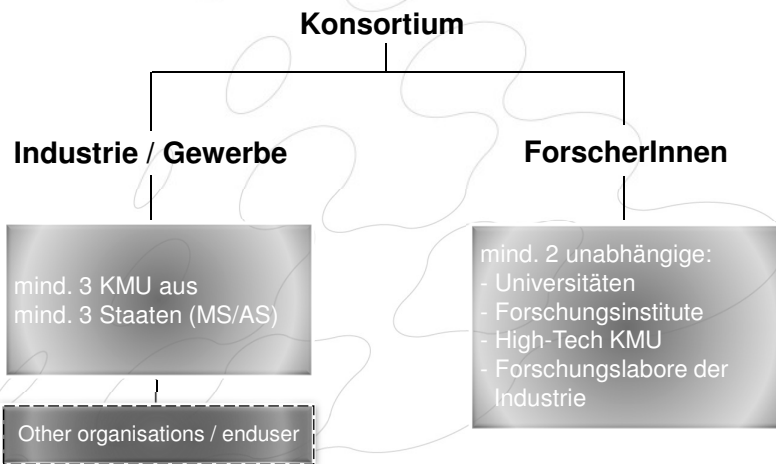 Konsortium
Industrie / Gewerbe
mind. 3 KMU aus
mind. 3 Staaten (MS/AS)
Other organisations / enduser
ForscherInnen
mind. 2 unabhängige:
- Universitäten
- Forschungsinstitute
- High-Tech KMU
- Forschungslabore der
Industrie